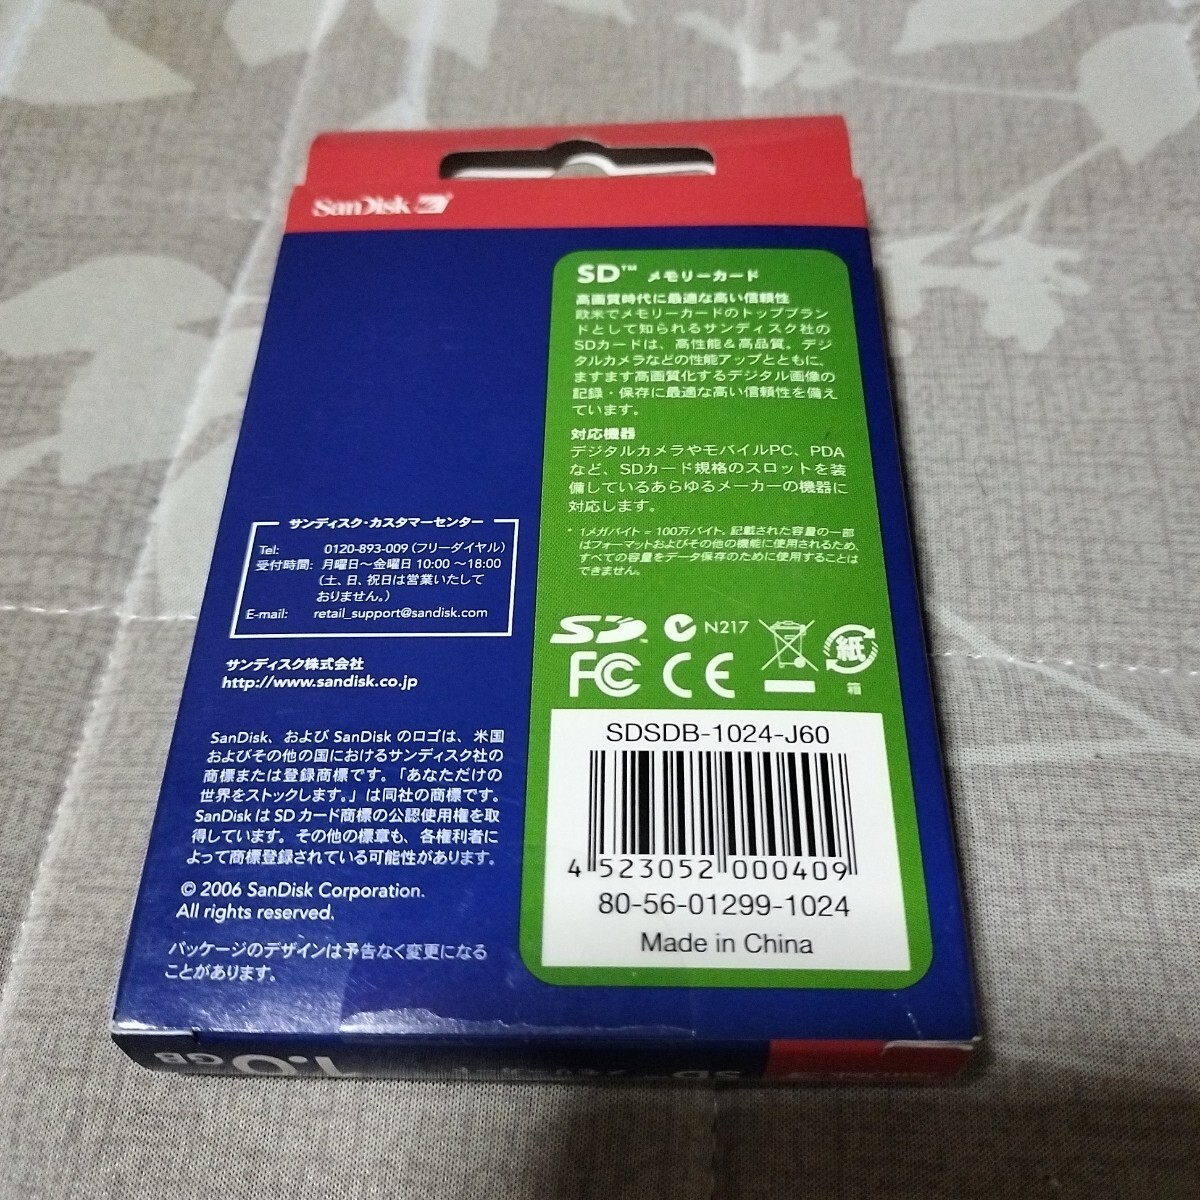 SanDisk
SD™ メモリーカード
高画質時代に最適な高い信頼性
欧米でメモリーカードのトップブラン
ドとして知られるサンディスク社の
SDカードは、高性能＆高品質。デジ
タルカメラなどの性能アップとともに、
ますます高画質化するデジタル画像の
記録・保存に最適な高い信頼性を備え
ています。
対応機器
デジタルカメラやモバイルPC、PDA
など、SDカード規格のスロットを装
備しているあらゆるメーカーの機器に
対応します。
* 1メガバイト = 100万バイト。記載された容量の一部
はフォーマットおよびその他の機能に使用されるため、
すべての容量をデータ保存のために使用することは
できません。
サンディスク・カスタマーセンター
Tel: 0120-893-009 (フリーダイヤル)
受付時間: 月曜日〜金曜日 10:00 〜18:00
(土、日、祝日は営業いたして
おりません。)
E-mail: retail_support@sandisk.com
サンディスク株式会社
http://www.sandisk.co.jp
SanDisk、および SanDisk のロゴは、米国
およびその他の国におけるサンディスク社の
商標または登録商標です。「あなただけの
世界をストックします。」は同社の商標です。
SanDisk は SD カード商標の公認使用権を取
得しています。その他の標章も、各権利者に
よって商標登録されている可能性があります。
© 2006 SanDisk Corporation.
All rights reserved.
パッケージのデザインは予告なく変更になる
ことがあります。
SD™ N217
FC CE 紙
箱
SDSDB-1024-J60
4 523052 000409
80-56-01299-1024
Made in China
1.0 GB
SD
SanDisk